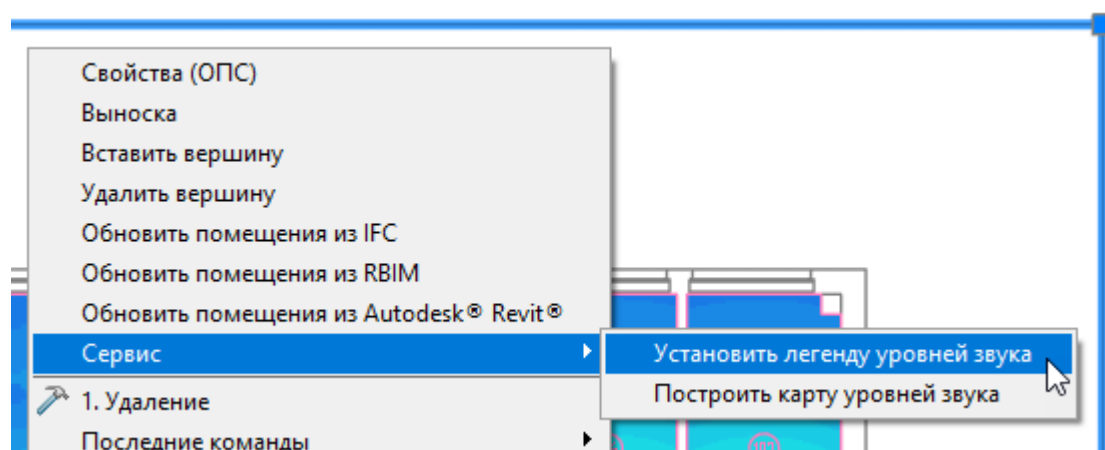 Свойства (ОПС)
Выноска
Вставить вершину
Удалить вершину
Обновить помещения из IFC
Обновить помещения из RBIM
Обновить помещения из Autodesk® Revit®
Сервис
Установить легенду уровней звука
Построить карту уровней звука
1. Удаление
Последние команды